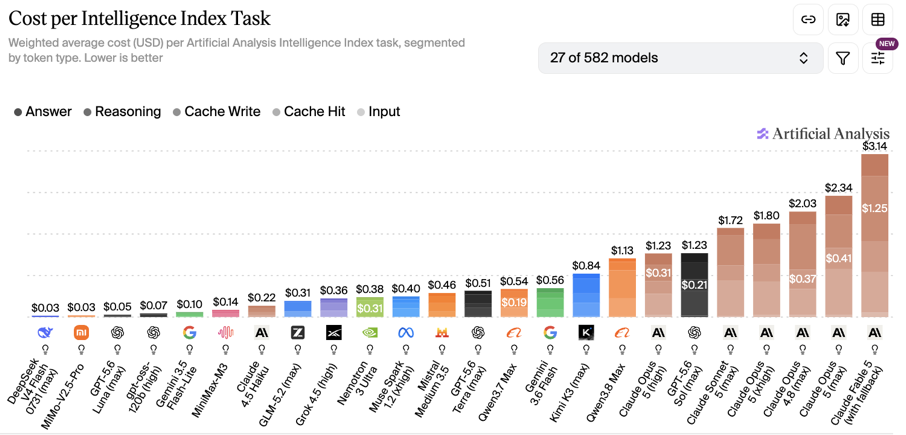 Cost per Intelligence Index Task
Weighted average cost (USD) per Artificial Analysis Intelligence Index task, segmented
by token type. Lower is better
27 of 582 models
NEW
Answer
Reasoning
Cache Write
Cache Hit
Input
Artificial Analysis
$0.03
$0.03
$0.05
$0.07
$0.10
$0.14
$0.22
$0.31
$0.36
$0.38
$0.31
$0.40
$0.46
$0.51
$0.54
$0.19
$0.56
$0.84
$1.13
$1.23
$0.31
$1.23
$0.21
$1.72
$1.80
$2.03
$0.37
$2.34
$0.41
$3.14
$1.25
DeepSeek
V4 Flash
0731 (max)
MiMo-V2.5-Pro
GPT-5.6
Luna (max)
gpt-oss-
120b (high)
Gemini 3.5
Flash-Lite
MiniMax-M3
Claude
4.5 Haiku
GLM-5.2 (max)
Grok 4.5 (high)
Nemotron
3 Ultra
Muse Spark
1.2 (xhigh)
Mistral
Medium 3.5
GPT-5.6
Terra (max)
Qwen3.7 Max
Gemini
3.6 Flash
Kimi K3 (max)
Qwen3.8 Max
Claude Opus
5 (high)
GPT-5.6
Sol (max)
Claude Sonnet
5 (max)
Claude Opus
5 (xhigh)
Claude Opus
4.8 (max)
Claude Opus
5 (max)
Claude Fable 5
(with fallback)